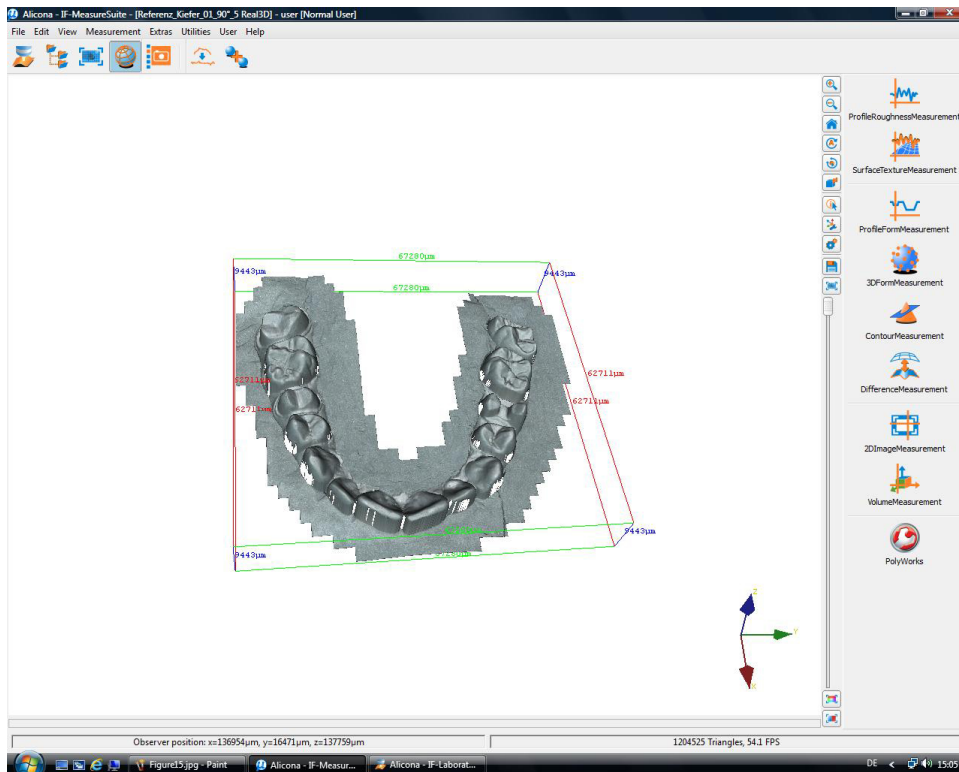 Alicona - IF-MeasureSuite - [Referenz_Kiefer_01_90°_5 Real3D] - user [Normal User]
File Edit View Measurement Extras Utilities User Help
ProfileRoughnessMeasurement
SurfaceTextureMeasurement
ProfileFormMeasurement
3DFormMeasurement
ContourMeasurement
DifferenceMeasurement
2DImageMeasurement
VolumeMeasurement
PolyWorks
67280µm
9443µm
9443µm
67280µm
62711µm
62711µm
62711µm
62711µm
9443µm
9443µm
Z
Y
X
Observer position: x=136954µm, y=16471µm, z=137759µm
1204525 Triangles, 54.1 FPS
Figure15.jpg - Paint
Alicona - IF-Measur...
Alicona - IF-Laborat...
DE
15:05